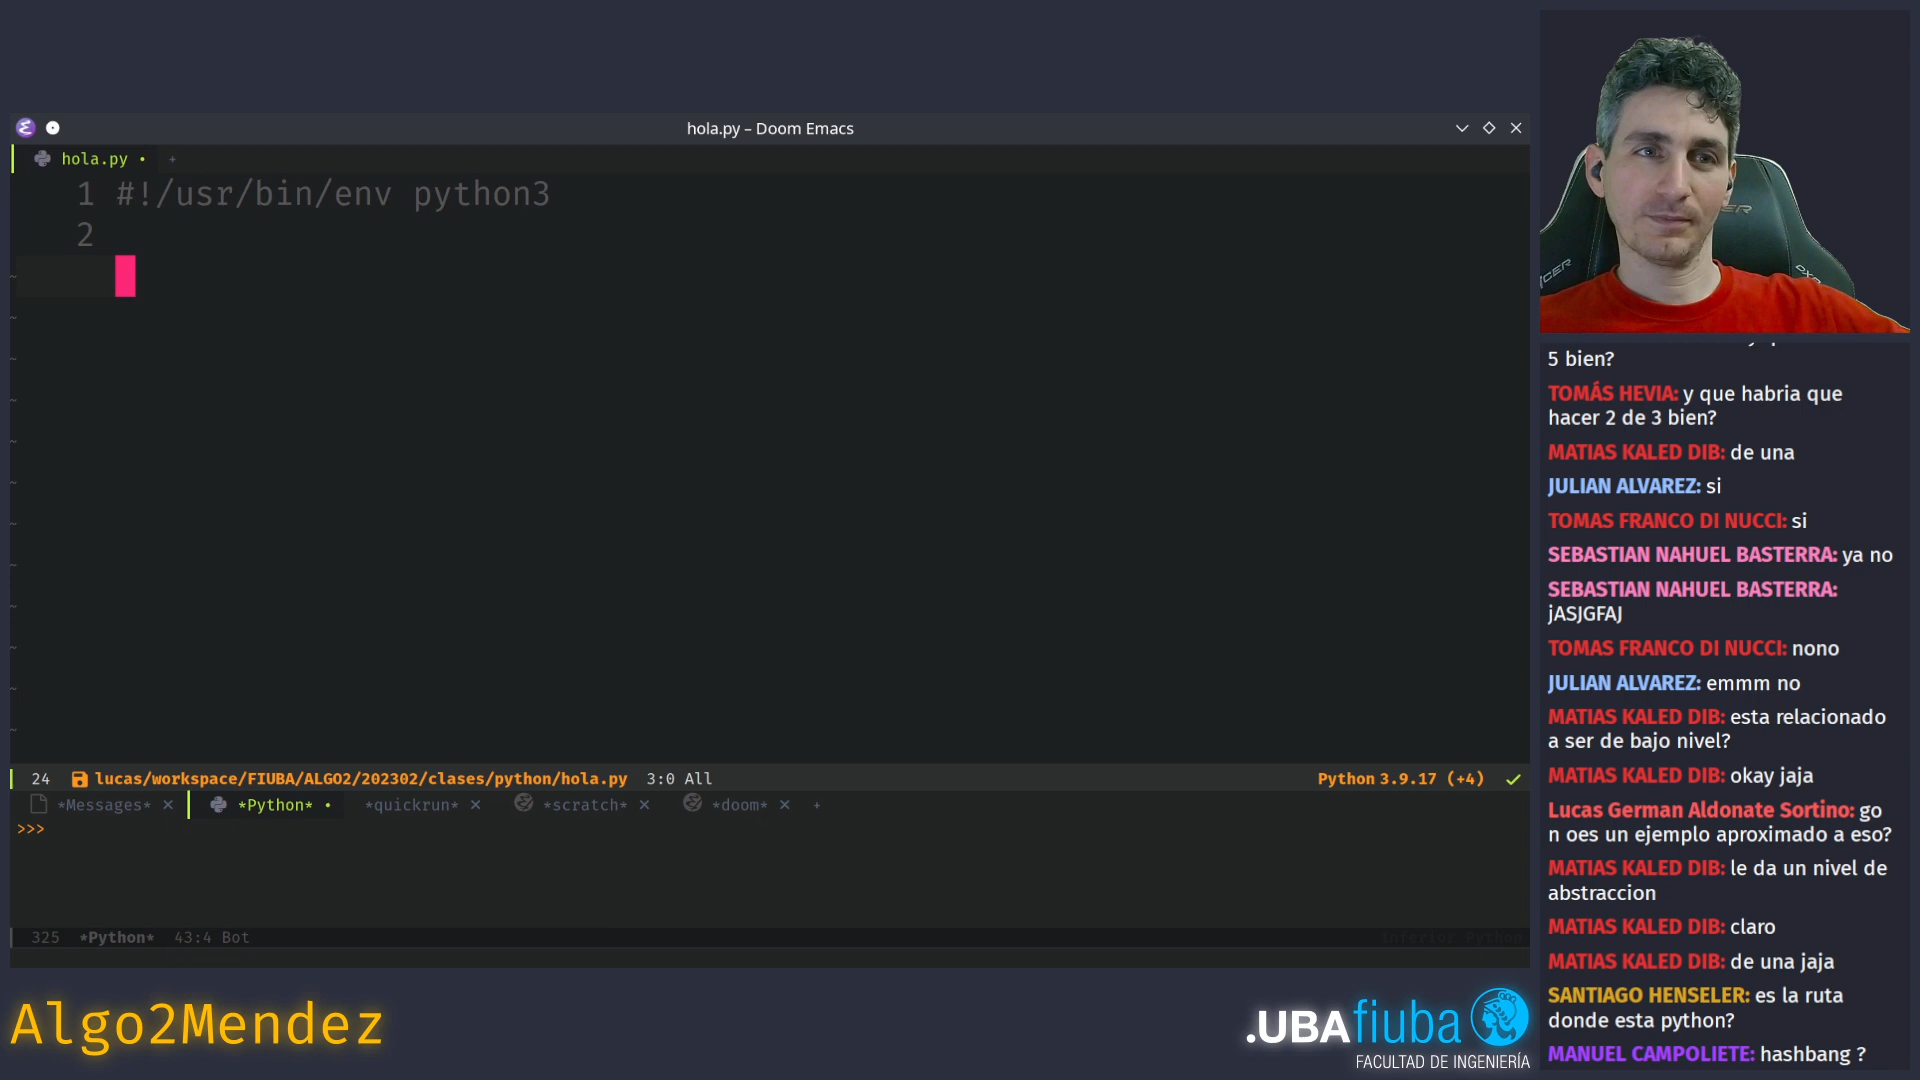 hola.py – Doom Emacs
hola.py • +
1 #!/usr/bin/env python3
2
24 lucas/workspace/FIUBA/ALGO2/202302/clases/python/hola.py 3:0 All Python 3.9.17 (+4) ✓
*Messages* × *Python* • *quickrun* × *scratch* × *doom* × +
>>>
325 *Python* 43:4 Bot inferior Python
Algo2Mendez
.UBAfiuba
FACULTAD DE INGENIERÍA
5 bien?
TOMÁS HEVIA: y que habria que
hacer 2 de 3 bien?
MATIAS KALED DIB: de una
JULIAN ALVAREZ: si
TOMAS FRANCO DI NUCCI: si
SEBASTIAN NAHUEL BASTERRA: ya no
SEBASTIAN NAHUEL BASTERRA:
jASJGFAJ
TOMAS FRANCO DI NUCCI: nono
JULIAN ALVAREZ: emmm no
MATIAS KALED DIB: esta relacionado
a ser de bajo nivel?
MATIAS KALED DIB: okay jaja
Lucas German Aldonate Sortino: go
n oes un ejemplo aproximado a eso?
MATIAS KALED DIB: le da un nivel de
abstraccion
MATIAS KALED DIB: claro
MATIAS KALED DIB: de una jaja
SANTIAGO HENSELER: es la ruta
donde esta python?
MANUEL CAMPOLIETE: hashbang ?